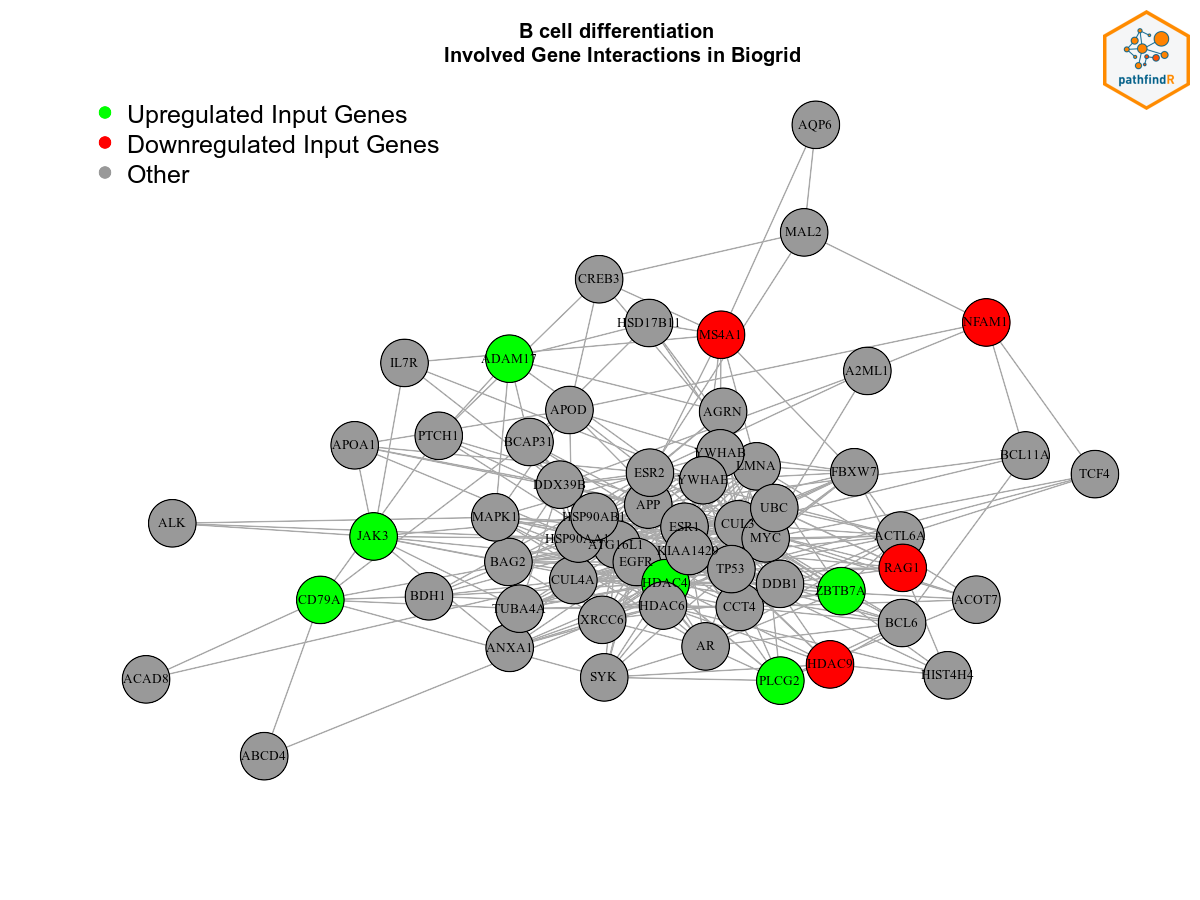 B cell differentiation
Involved Gene Interactions in Biogrid
pathfindR
Upregulated Input Genes
Downregulated Input Genes
Other
AQP6
MAL2
CREB3
HSD17B11
MS4A1
NFAM1
IL7R
ADAM17
A2ML1
APOD
AGRN
APOA1
PTCH1
BCAP31
YWHAB
LMNA
BCL11A
ESR2
YWHAE
FBXW7
TCF4
DDX39B
APP
UBC
MAPK1
HSP90AB1
ALK
JAK3
HSP90AA1
ATG16L1
ESR1
CUL3
MYC
ACTL6A
KIAA1429
BAG2
EGFR
TP53
RAG1
CUL4A
HDAC4
DDB1
ZBTB7A
CD79A
BDH1
TUBA4A
HDAC6
CCT4
ACOT7
XRCC6
BCL6
ANXA1
AR
ACAD8
SYK
PLCG2
HDAC9
HIST4H4
ABCD4